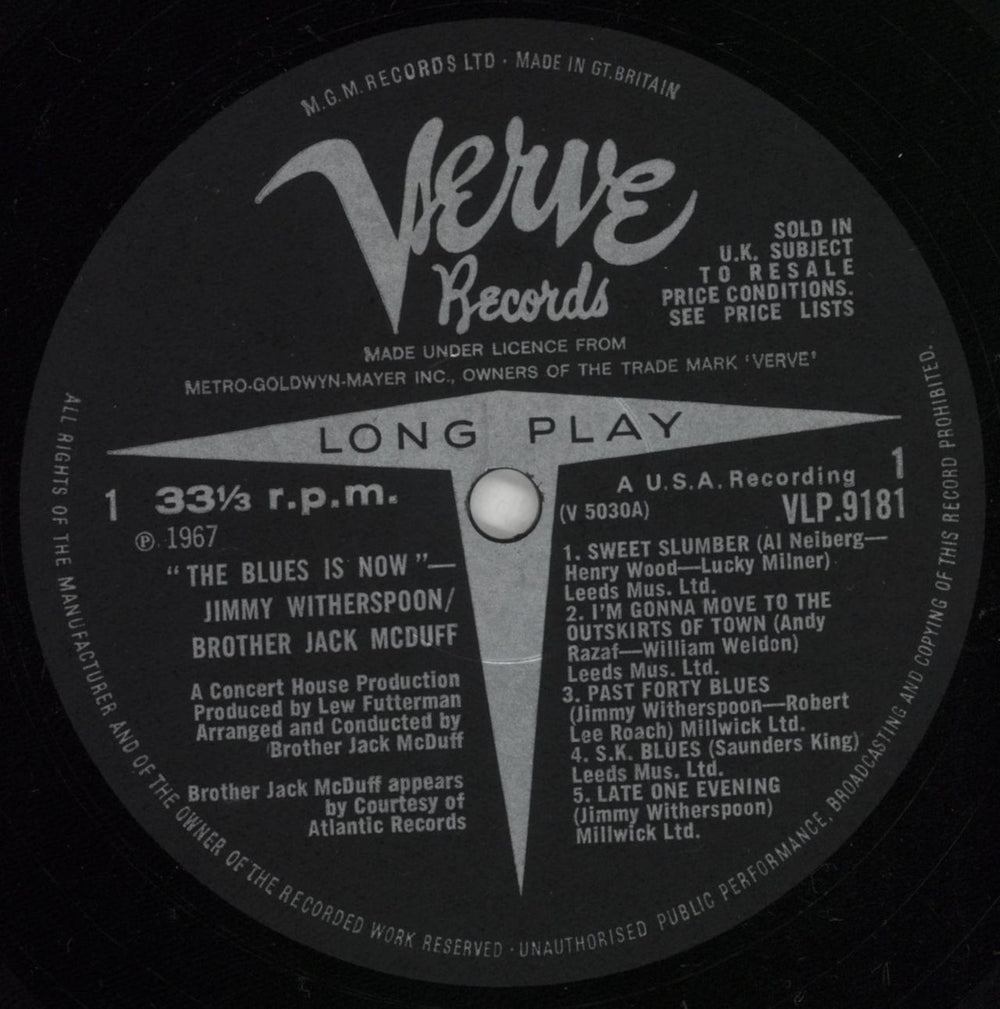 M.G.M. RECORDS LTD · MADE IN GT. BRITAIN
Verve
Records
SOLD IN
U.K. SUBJECT
TO RESALE
PRICE CONDITIONS.
SEE PRICE LISTS
MADE UNDER LICENCE FROM
METRO-GOLDWYN-MAYER INC., OWNERS OF THE TRADE MARK 'VERVE'
LONG PLAY
1 33⅓ r.p.m.
℗ 1967
"THE BLUES IS NOW"—
JIMMY WITHERSPOON/
BROTHER JACK MCDUFF
A Concert House Production
Produced by Lew Futterman
Arranged and Conducted by
Brother Jack McDuff
Brother Jack McDuff appears
by Courtesy of
Atlantic Records
A U.S.A. Recording 1
(V 5030A) VLP.9181
1. SWEET SLUMBER (Al Neiberg—
Henry Wood—Lucky Milner)
Leeds Mus. Ltd.
2. I'M GONNA MOVE TO THE
OUTSKIRTS OF TOWN (Andy
Razaf—William Weldon)
Leeds Mus. Ltd.
3. PAST FORTY BLUES
(Jimmy Witherspoon—Robert
Lee Roach) Millwick Ltd.
4. S.K. BLUES (Saunders King)
Leeds Mus. Ltd.
5. LATE ONE EVENING
(Jimmy Witherspoon)
Millwick Ltd.
ALL RIGHTS OF THE MANUFACTURER AND OF THE OWNER OF THE RECORDED WORK RESERVED · UNAUTHORISED PUBLIC PERFORMANCE, BROADCASTING AND COPYING OF THIS RECORD PROHIBITED.